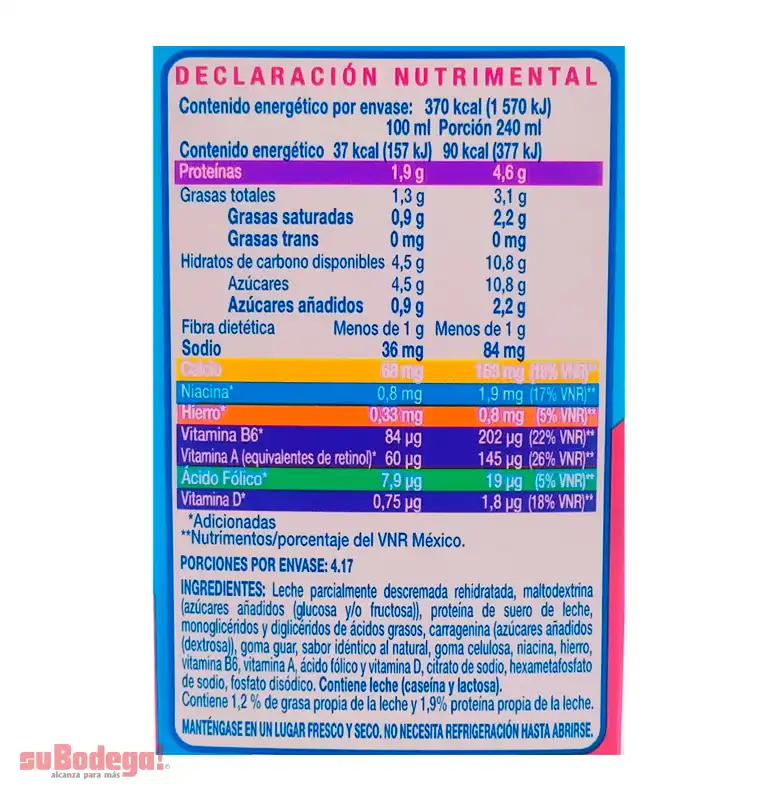 DECLARACIÓN NUTRIMENTAL
Contenido energético por envase: 370 kcal (1 570 kJ)
100 ml Porción 240 ml
Contenido energético 37 kcal (157 kJ) 90 kcal (377 kJ)
Proteínas 1,9 g 4,6 g
Grasas totales 1,3 g 3,1 g
Grasas saturadas 0,9 g 2,2 g
Grasas trans 0 mg 0 mg
Hidratos de carbono disponibles 4,5 g 10,8 g
Azúcares 4,5 g 10,8 g
Azúcares añadidos 0,9 g 2,2 g
Fibra dietética Menos de 1 g Menos de 1 g
Sodio 36 mg 84 mg
Calcio 68 mg 163 mg (18% VNR)**
Niacina* 0,8 mg 1,9 mg (17% VNR)**
Hierro* 0,33 mg 0,8 mg (5% VNR)**
Vitamina B6* 84 µg 202 µg (22% VNR)**
Vitamina A (equivalentes de retinol)* 60 µg 145 µg (26% VNR)**
Ácido Fólico* 7,9 µg 19 µg (5% VNR)**
Vitamina D* 0,75 µg 1,8 µg (18% VNR)**
*Adicionadas
**Nutrimentos/porcentaje del VNR México.
PORCIONES POR ENVASE: 4.17
INGREDIENTES: Leche parcialmente descremada rehidratada, maltodextrina
(azúcares añadidos (glucosa y/o fructosa)), proteína de suero de leche,
monoglicéridos y diglicéridos de ácidos grasos, carragenina (azúcares añadidos
(dextrosa)), goma guar, sabor idéntico al natural, goma celulosa, niacina, hierro,
vitamina B6, vitamina A, ácido fólico y vitamina D, citrato de sodio, hexametafosfato
de sodio, fosfato disódico. Contiene leche (caseína y lactosa).
Contiene 1,2 % de grasa propia de la leche y 1,9% proteína propia de la leche.
MANTÉNGASE EN UN LUGAR FRESCO Y SECO. NO NECESITA REFRIGERACIÓN HASTA ABRIRSE.
suBodega!
alcanza para más